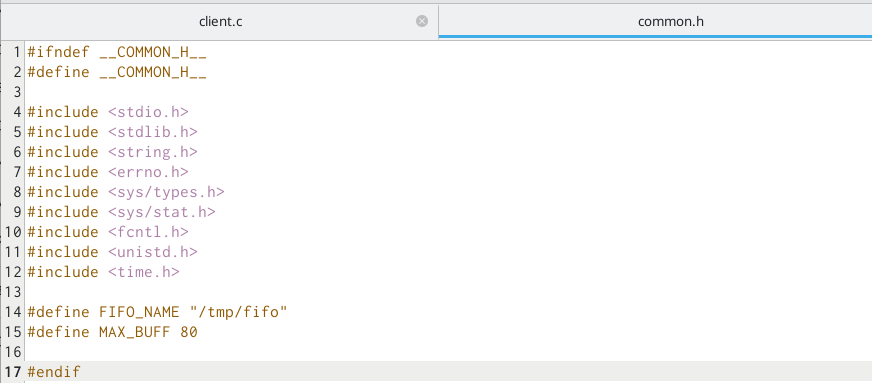 client.c
common.h
1 #ifndef __COMMON_H__
2 #define __COMMON_H__
3
4 #include <stdio.h>
5 #include <stdlib.h>
6 #include <string.h>
7 #include <errno.h>
8 #include <sys/types.h>
9 #include <sys/stat.h>
10 #include <fcntl.h>
11 #include <unistd.h>
12 #include <time.h>
13
14 #define FIFO_NAME "/tmp/fifo"
15 #define MAX_BUFF 80
16
17 #endif